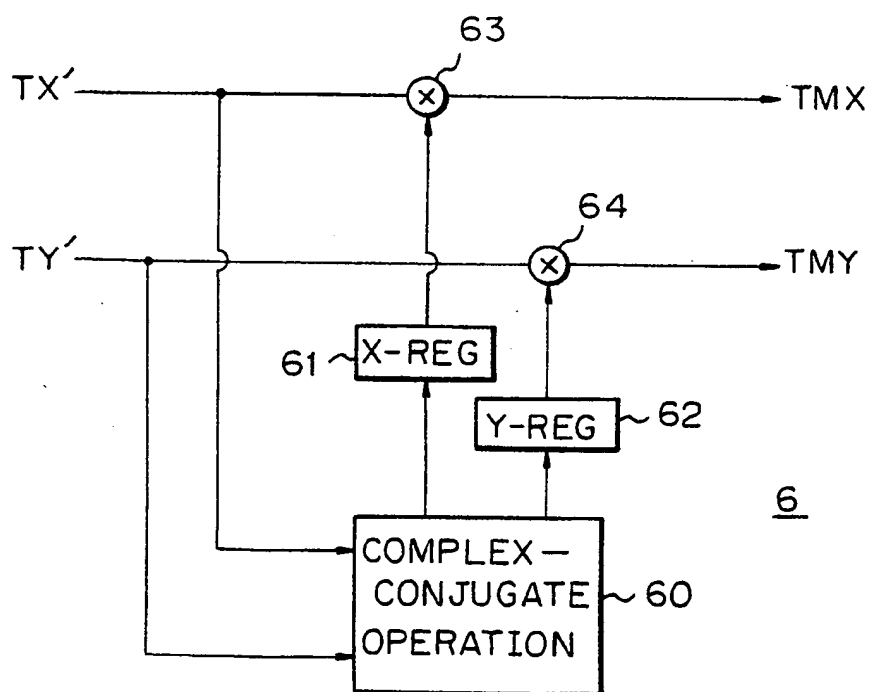 63
TX′
TMX
64
TY′
TMY
61
X-REG
Y-REG
62
6
COMPLEX-
CONJUGATE
OPERATION
60